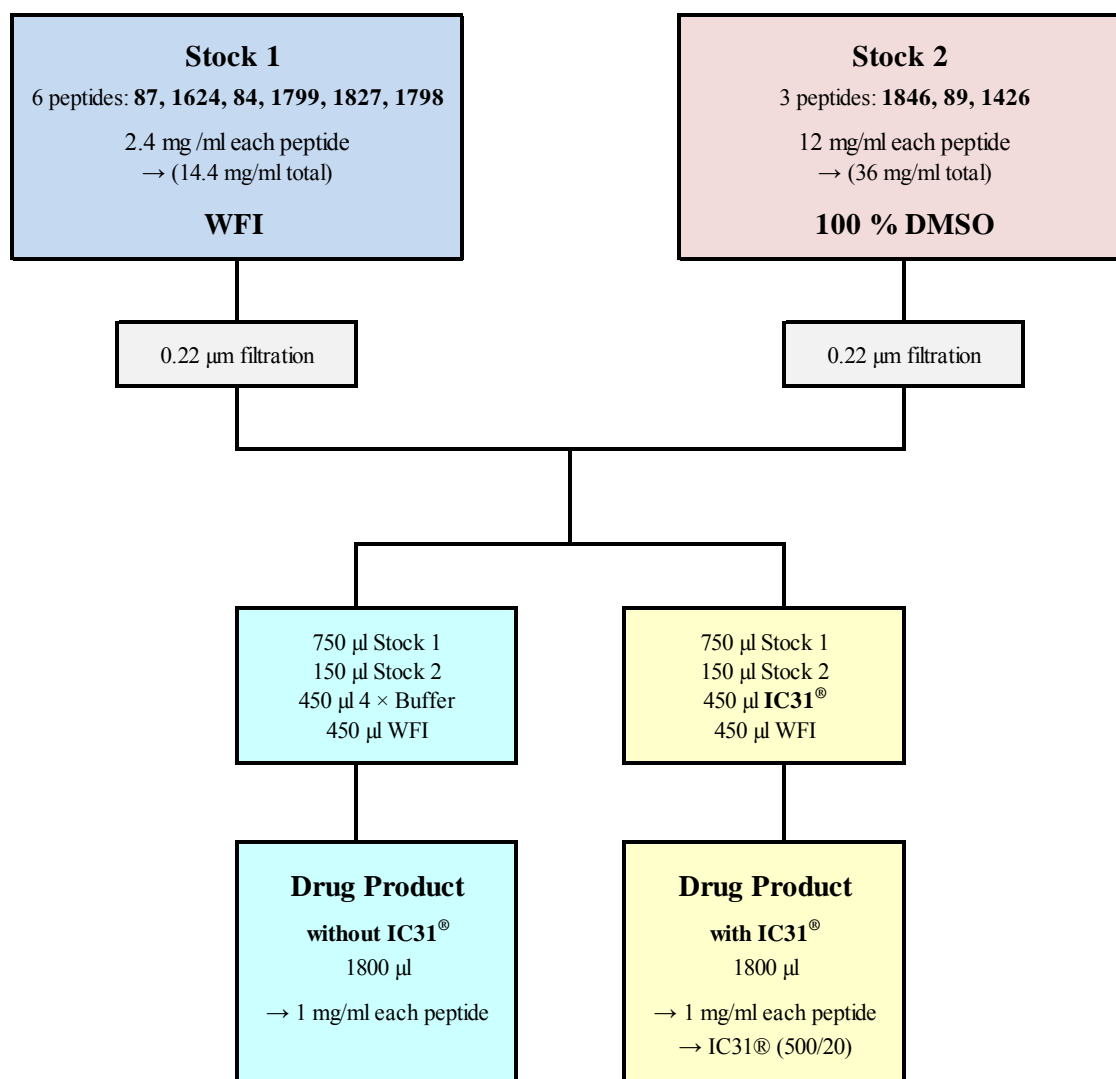 Stock 1
6 peptides: 87, 1624, 84, 1799, 1827, 1798
2.4 mg /ml each peptide
→ (14.4 mg/ml total)
WFI
Stock 2
3 peptides: 1846, 89, 1426
12 mg/ml each peptide
→ (36 mg/ml total)
100 % DMSO
0.22 μm filtration
0.22 μm filtration
750 μl Stock 1
150 μl Stock 2
450 μl 4 × Buffer
450 μl WFI
750 μl Stock 1
150 μl Stock 2
450 μl IC31®
450 μl WFI
Drug Product
without IC31®
1800 μl
→ 1 mg/ml each peptide
Drug Product
with IC31®
1800 μl
→ 1 mg/ml each peptide
→ IC31® (500/20)